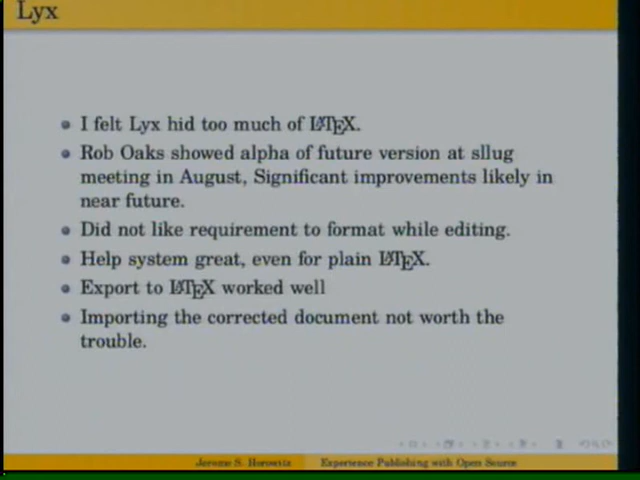 Lyx
I felt Lyx hid too much of LATEX.
Rob Oaks showed alpha of future version at sllug
meeting in August, Significant improvements likely in
near future.
Did not like requirement to format while editing.
Help system great, even for plain LATEX.
Export to LATEX worked well
Importing the corrected document not worth the
trouble.
Jerome S. Horowitz Experience Publishing with Open Source